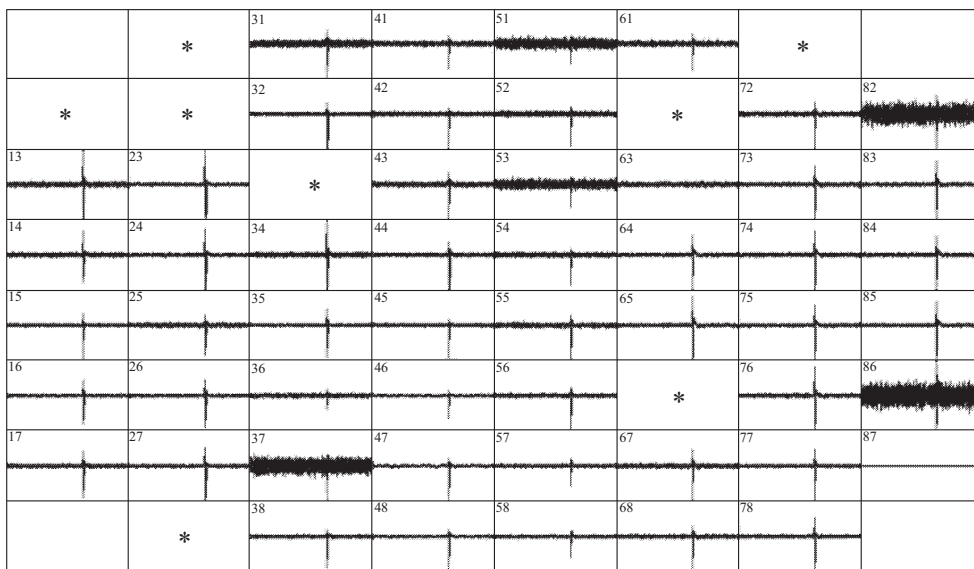 * 31 41 51 61 *
* * 32 42 52 * 72 82
13 23 * 43 53 63 73 83
14 24 34 44 54 64 74 84
15 25 35 45 55 65 75 85
16 26 36 46 56 * 76 86
17 27 37 47 57 67 77 87
* 38 48 58 68 78